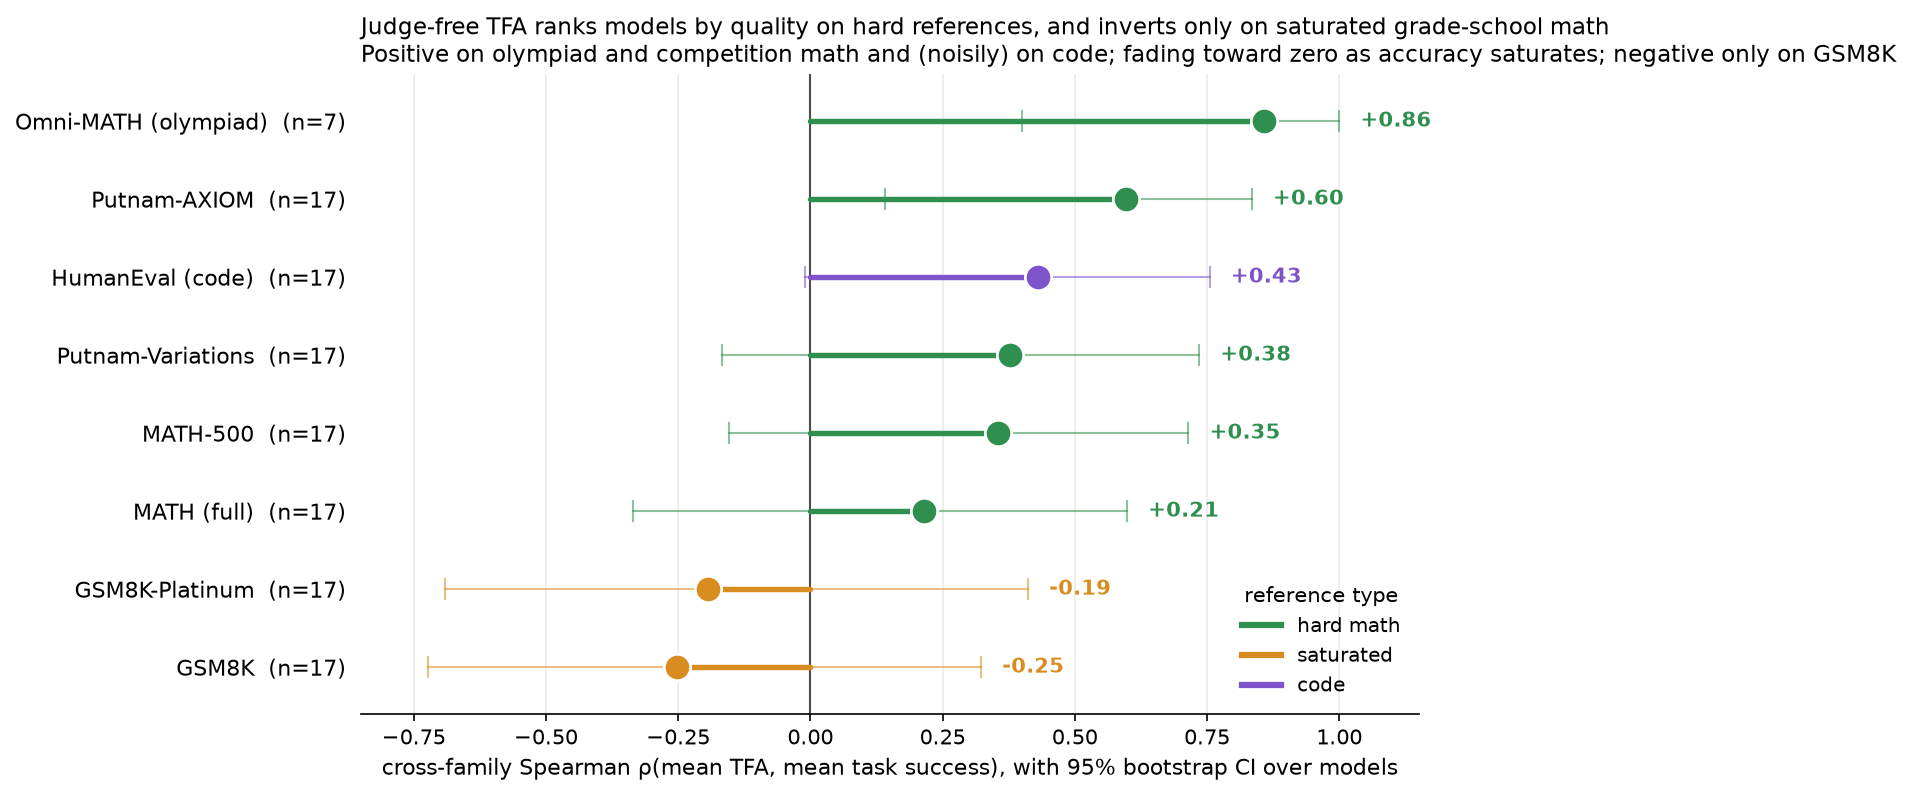 Judge-free TFA ranks models by quality on hard references, and inverts only on saturated grade-school math
Positive on olympiad and competition math and (noisily) on code; fading toward zero as accuracy saturates; negative only on GSM8K
Omni-MATH (olympiad)  (n=7)
+0.86
Putnam-AXIOM  (n=17)
+0.60
HumanEval (code)  (n=17)
+0.43
Putnam-Variations  (n=17)
+0.38
MATH-500  (n=17)
+0.35
MATH (full)  (n=17)
+0.21
GSM8K-Platinum  (n=17)
-0.19
GSM8K  (n=17)
-0.25
reference type
hard math
saturated
code
−0.75 −0.50 −0.25 0.00 0.25 0.50 0.75 1.00
cross-family Spearman ρ(mean TFA, mean task success), with 95% bootstrap CI over models